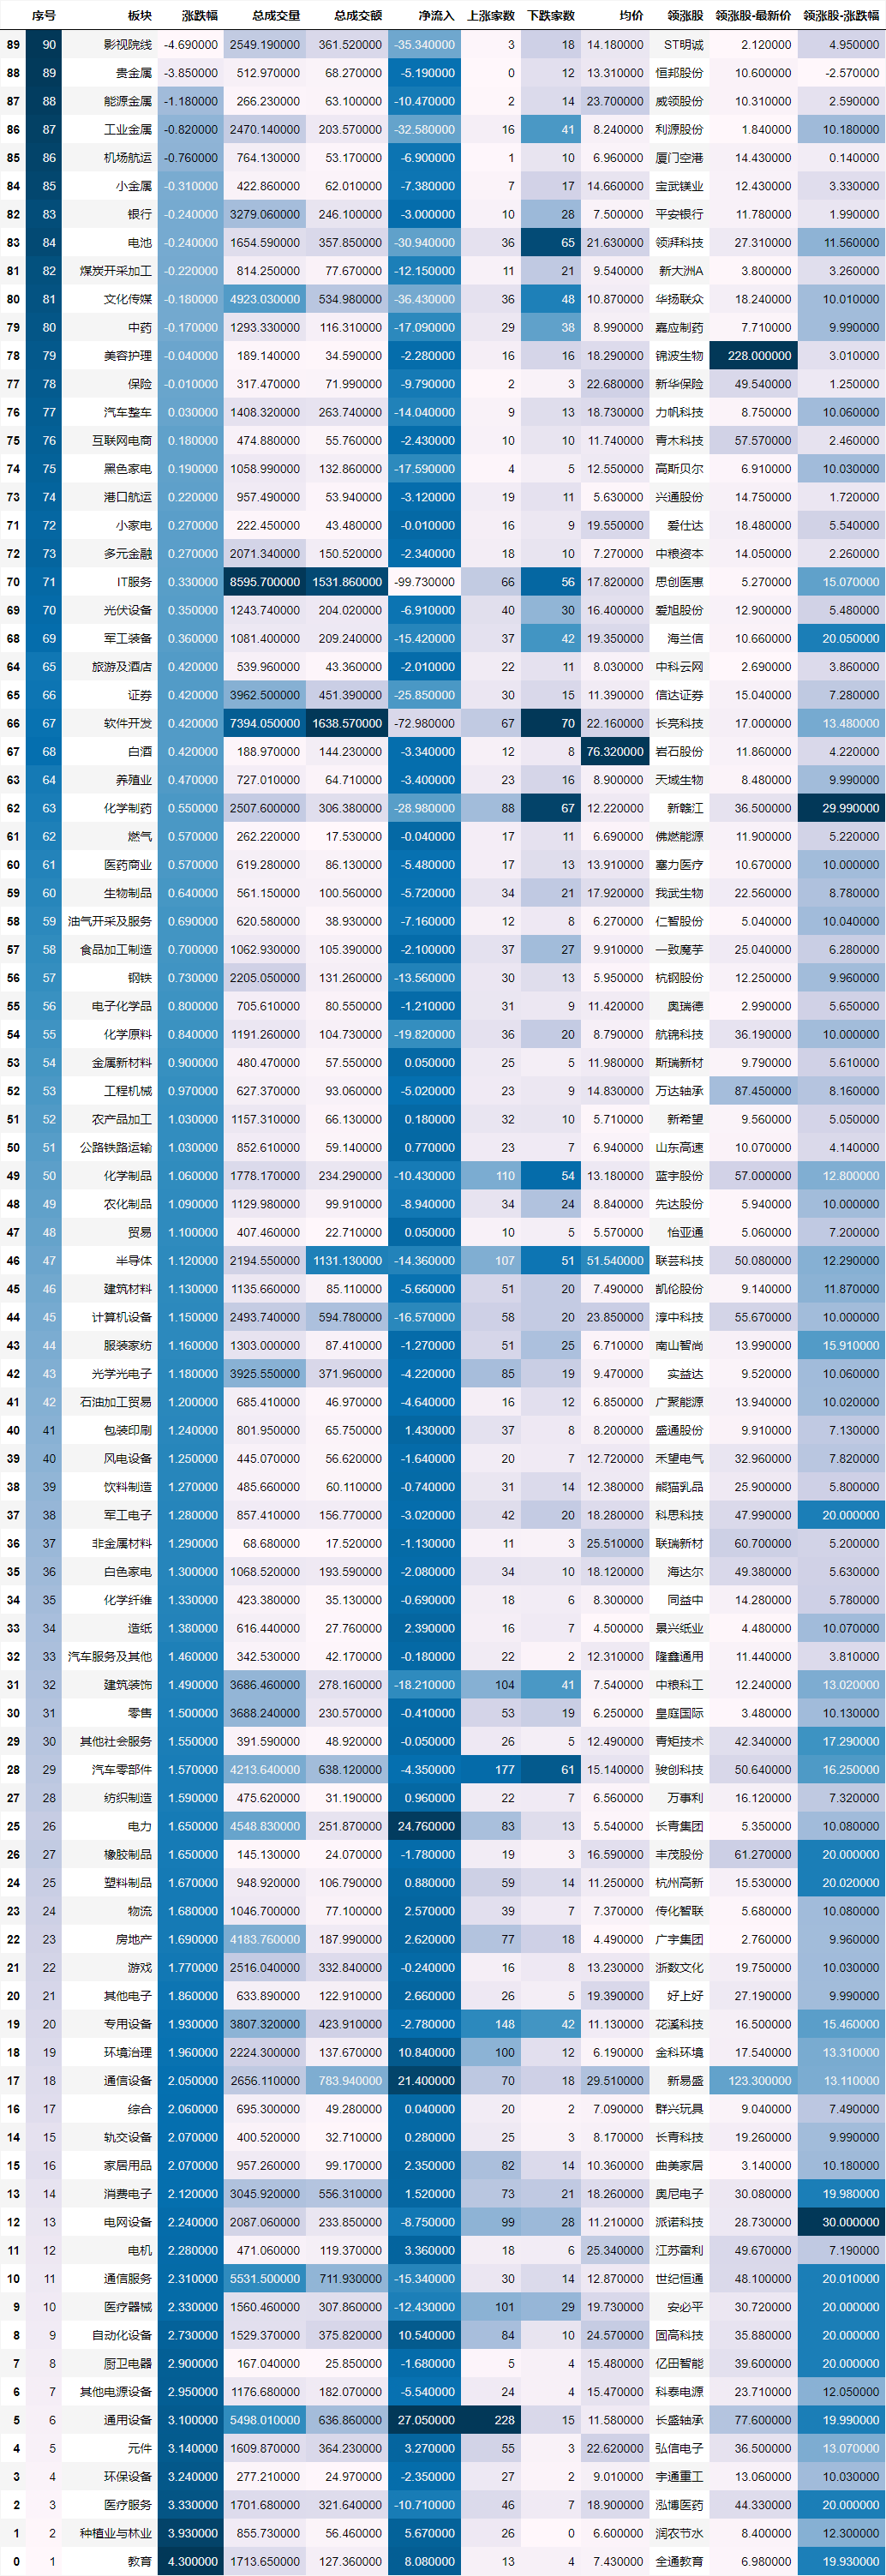 序号 板块 涨跌幅 总成交量 总成交额 净流入 上涨家数 下跌家数 均价 领涨股 领涨股-最新价 领涨股-涨跌幅
89 90 影视院线 -4.690000 2549.190000 361.520000 -35.340000 3 18 14.180000 ST明诚 2.120000 4.950000
88 89 贵金属 -3.850000 512.970000 68.270000 -5.190000 0 12 13.310000 恒邦股份 10.600000 -2.570000
87 88 能源金属 -1.180000 266.230000 63.100000 -10.470000 2 14 23.700000 威领股份 10.310000 2.590000
86 87 工业金属 -0.820000 2470.140000 203.570000 -32.580000 16 41 8.240000 利源股份 1.840000 10.180000
85 86 机场航运 -0.760000 764.130000 53.170000 -6.900000 1 10 6.960000 厦门空港 14.430000 0.140000
84 85 小金属 -0.310000 422.860000 62.010000 -7.380000 7 17 14.660000 宝武镁业 12.430000 3.330000
82 83 银行 -0.240000 3279.060000 246.100000 -3.000000 10 28 7.500000 平安银行 11.780000 1.990000
83 84 电池 -0.240000 1654.590000 357.850000 -30.940000 36 65 21.630000 领湃科技 27.310000 11.560000
81 82 煤炭开采加工 -0.220000 814.250000 77.670000 -12.150000 11 21 9.540000 新大洲A 3.800000 3.260000
80 81 文化传媒 -0.180000 4923.030000 534.980000 -36.430000 36 48 10.870000 华扬联众 18.240000 10.010000
79 80 中药 -0.170000 1293.330000 116.310000 -17.090000 29 38 8.990000 嘉应制药 7.710000 9.990000
78 79 美容护理 -0.040000 189.140000 34.590000 -2.280000 16 16 18.290000 锦波生物 228.000000 3.010000
77 78 保险 -0.010000 317.470000 71.990000 -9.790000 2 3 22.680000 新华保险 49.540000 1.250000
76 77 汽车整车 0.030000 1408.320000 263.740000 -14.040000 9 13 18.730000 力帆科技 8.750000 10.060000
75 76 互联网电商 0.180000 474.880000 55.760000 -2.430000 10 10 11.740000 青木科技 57.570000 2.460000
74 75 黑色家电 0.190000 1058.990000 132.860000 -17.590000 4 5 12.550000 高斯贝尔 6.910000 10.030000
73 74 港口航运 0.220000 957.490000 53.940000 -3.120000 19 11 5.630000 兴通股份 14.750000 1.720000
71 72 小家电 0.270000 222.450000 43.480000 -0.010000 16 9 19.550000 爱仕达 18.480000 5.540000
72 73 多元金融 0.270000 2071.340000 150.520000 -2.340000 18 10 7.270000 中粮资本 14.050000 2.260000
70 71 IT服务 0.330000 8595.700000 1531.860000 -99.730000 66 56 17.820000 思创医惠 5.270000 15.070000
69 70 光伏设备 0.350000 1243.740000 204.020000 -6.910000 40 30 16.400000 爱旭股份 12.900000 5.480000
68 69 军工装备 0.360000 1081.400000 209.240000 -15.420000 37 42 19.350000 海兰信 10.660000 20.050000
64 65 旅游及酒店 0.420000 539.960000 43.360000 -2.010000 22 11 8.030000 中科云网 2.690000 3.860000
65 66 证券 0.420000 3962.500000 451.390000 -25.850000 30 15 11.390000 信达证券 15.040000 7.280000
66 67 软件开发 0.420000 7394.050000 1638.570000 -72.980000 67 70 22.160000 长亮科技 17.000000 13.480000
67 68 白酒 0.420000 188.970000 144.230000 -3.340000 12 8 76.320000 岩石股份 11.860000 4.220000
63 64 养殖业 0.470000 727.010000 64.710000 -3.400000 23 16 8.900000 天域生物 8.480000 9.990000
62 63 化学制药 0.550000 2507.600000 306.380000 -28.980000 88 67 12.220000 新赣江 36.500000 29.990000
61 62 燃气 0.570000 262.220000 17.530000 -0.040000 17 11 6.690000 佛燃能源 11.900000 5.220000
60 61 医药商业 0.570000 619.280000 86.130000 -5.480000 17 13 13.910000 塞力医疗 10.670000 10.000000
59 60 生物制品 0.640000 561.150000 100.560000 -5.720000 34 21 17.920000 我武生物 22.560000 8.780000
58 59 油气开采及服务 0.690000 620.580000 38.930000 -7.160000 12 8 6.270000 仁智股份 5.040000 10.040000
57 58 食品加工制造 0.700000 1062.930000 105.390000 -2.100000 37 27 9.910000 一致魔芋 25.040000 6.280000
56 57 钢铁 0.730000 2205.050000 131.260000 -13.560000 30 13 5.950000 杭钢股份 12.250000 9.960000
55 56 电子化学品 0.800000 705.610000 80.550000 -1.210000 31 9 11.420000 奥瑞德 2.990000 5.650000
54 55 化学原料 0.840000 1191.260000 104.730000 -19.820000 36 20 8.790000 航锦科技 36.190000 10.000000
53 54 金属新材料 0.900000 480.470000 57.550000 0.050000 25 5 11.980000 斯瑞新材 9.790000 5.610000
52 53 工程机械 0.970000 627.370000 93.060000 -5.020000 23 9 14.830000 万达轴承 87.450000 8.160000
51 52 农产品加工 1.030000 1157.310000 66.130000 0.180000 32 10 5.710000 新希望 9.560000 5.050000
50 51 公路铁路运输 1.030000 852.610000 59.140000 0.770000 23 7 6.940000 山东高速 10.070000 4.140000
49 50 化学制品 1.060000 1778.170000 234.290000 -10.430000 110 54 13.180000 蓝宇股份 57.000000 12.800000
48 49 农化制品 1.090000 1129.980000 99.910000 -8.940000 34 24 8.840000 先达股份 5.940000 10.000000
47 48 贸易 1.100000 407.460000 22.710000 0.050000 10 5 5.570000 怡亚通 5.060000 7.200000
46 47 半导体 1.120000 2194.550000 1131.130000 -14.360000 107 51 51.540000 联芸科技 50.080000 12.290000
45 46 建筑材料 1.130000 1135.660000 85.110000 -5.660000 51 20 7.490000 凯伦股份 9.140000 11.870000
44 45 计算机设备 1.150000 2493.740000 594.780000 -16.570000 58 20 23.850000 淳中科技 55.670000 10.000000
43 44 服装家纺 1.160000 1303.000000 87.410000 -1.270000 51 25 6.710000 南山智尚 13.990000 15.910000
42 43 光学光电子 1.180000 3925.550000 371.960000 -4.220000 85 19 9.470000 实益达 9.520000 10.060000
41 42 石油加工贸易 1.200000 685.410000 46.970000 -4.640000 16 12 6.850000 广聚能源 13.940000 10.020000
40 41 包装印刷 1.240000 801.950000 65.750000 1.430000 37 8 8.200000 盛通股份 9.910000 7.130000
39 40 风电设备 1.250000 445.070000 56.620000 -1.640000 20 7 12.720000 禾望电气 32.960000 7.820000
38 39 饮料制造 1.270000 485.660000 60.110000 -0.740000 31 14 12.380000 熊猫乳品 25.900000 5.800000
37 38 军工电子 1.280000 857.410000 156.770000 -3.020000 42 20 18.280000 科思科技 47.990000 20.000000
36 37 非金属材料 1.290000 68.680000 17.520000 -1.130000 11 3 25.510000 联瑞新材 60.700000 5.200000
35 36 白色家电 1.300000 1068.520000 193.590000 -2.080000 34 10 18.120000 海达尔 49.380000 5.630000
34 35 化学纤维 1.330000 423.380000 35.130000 -0.690000 18 6 8.300000 同益中 14.280000 5.780000
33 34 造纸 1.380000 616.440000 27.760000 2.390000 16 7 4.500000 景兴纸业 4.480000 10.070000
32 33 汽车服务及其他 1.460000 342.530000 42.170000 -0.180000 22 2 12.310000 隆鑫通用 11.440000 3.810000
31 32 建筑装饰 1.490000 3686.460000 278.160000 -18.210000 104 41 7.540000 中粮科工 12.240000 13.020000
30 31 零售 1.500000 3688.240000 230.570000 -0.410000 53 19 6.250000 皇庭国际 3.480000 10.130000
29 30 其他社会服务 1.550000 391.590000 48.920000 -0.050000 26 5 12.490000 青矩技术 42.340000 17.290000
28 29 汽车零部件 1.570000 4213.640000 638.120000 -4.350000 177 61 15.140000 骏创科技 50.640000 16.250000
27 28 纺织制造 1.590000 475.620000 31.190000 0.960000 22 7 6.560000 万事利 16.120000 7.320000
25 26 电力 1.650000 4548.830000 251.870000 24.760000 83 13 5.540000 长青集团 5.350000 10.080000
26 27 橡胶制品 1.650000 145.130000 24.070000 -1.780000 19 3 16.590000 丰茂股份 61.270000 20.000000
24 25 塑料制品 1.670000 948.920000 106.790000 0.880000 59 14 11.250000 杭州高新 15.530000 20.020000
23 24 物流 1.680000 1046.700000 77.100000 2.570000 39 7 7.370000 传化智联 5.680000 10.080000
22 23 房地产 1.690000 4183.760000 187.990000 2.620000 77 18 4.490000 广宇集团 2.760000 9.960000
21 22 游戏 1.770000 2516.040000 332.840000 -0.240000 16 8 13.230000 浙数文化 19.750000 10.030000
20 21 其他电子 1.860000 633.890000 122.910000 2.660000 26 5 19.390000 好上好 27.190000 9.990000
19 20 专用设备 1.930000 3807.320000 423.910000 -2.780000 148 42 11.130000 花溪科技 16.500000 15.460000
18 19 环境治理 1.960000 2224.300000 137.670000 10.840000 100 12 6.190000 金科环境 17.540000 13.310000
17 18 通信设备 2.050000 2656.110000 783.940000 21.400000 70 18 29.510000 新易盛 123.300000 13.110000
16 17 综合 2.060000 695.300000 49.280000 0.040000 20 2 7.090000 群兴玩具 9.040000 7.490000
14 15 轨交设备 2.070000 400.520000 32.710000 0.280000 25 3 8.170000 长青科技 19.260000 9.990000
15 16 家居用品 2.070000 957.260000 99.170000 2.350000 82 14 10.360000 曲美家居 3.140000 10.180000
13 14 消费电子 2.120000 3045.920000 556.310000 1.520000 73 21 18.260000 奥尼电子 30.080000 19.980000
12 13 电网设备 2.240000 2087.060000 233.850000 -8.750000 99 28 11.210000 派诺科技 28.730000 30.000000
11 12 电机 2.280000 471.060000 119.370000 3.360000 18 6 25.340000 江苏雷利 49.670000 7.190000
10 11 通信服务 2.310000 5531.500000 711.930000 -15.340000 30 14 12.870000 世纪恒通 48.100000 20.010000
9 10 医疗器械 2.330000 1560.460000 307.860000 -12.430000 101 29 19.730000 安必平 30.720000 20.000000
8 9 自动化设备 2.730000 1529.370000 375.820000 10.540000 84 10 24.570000 固高科技 35.880000 20.000000
7 8 厨卫电器 2.900000 167.040000 25.850000 -1.680000 5 4 15.480000 亿田智能 39.600000 20.000000
6 7 其他电源设备 2.950000 1176.680000 182.070000 -5.540000 24 4 15.470000 科泰电源 23.710000 12.050000
5 6 通用设备 3.100000 5498.010000 636.860000 27.050000 228 15 11.580000 长盛轴承 77.600000 19.990000
4 5 元件 3.140000 1609.870000 364.230000 3.270000 55 3 22.620000 弘信电子 36.500000 13.070000
3 4 环保设备 3.240000 277.210000 24.970000 -2.350000 27 2 9.010000 宇通重工 13.060000 10.030000
2 3 医疗服务 3.330000 1701.680000 321.640000 -10.710000 46 7 18.900000 泓博医药 44.330000 20.000000
1 2 种植业与林业 3.930000 855.730000 56.460000 5.670000 26 0 6.600000 润农节水 8.400000 12.300000
0 1 教育 4.300000 1713.650000 127.360000 8.080000 13 4 7.430000 全通教育 6.980000 19.930000